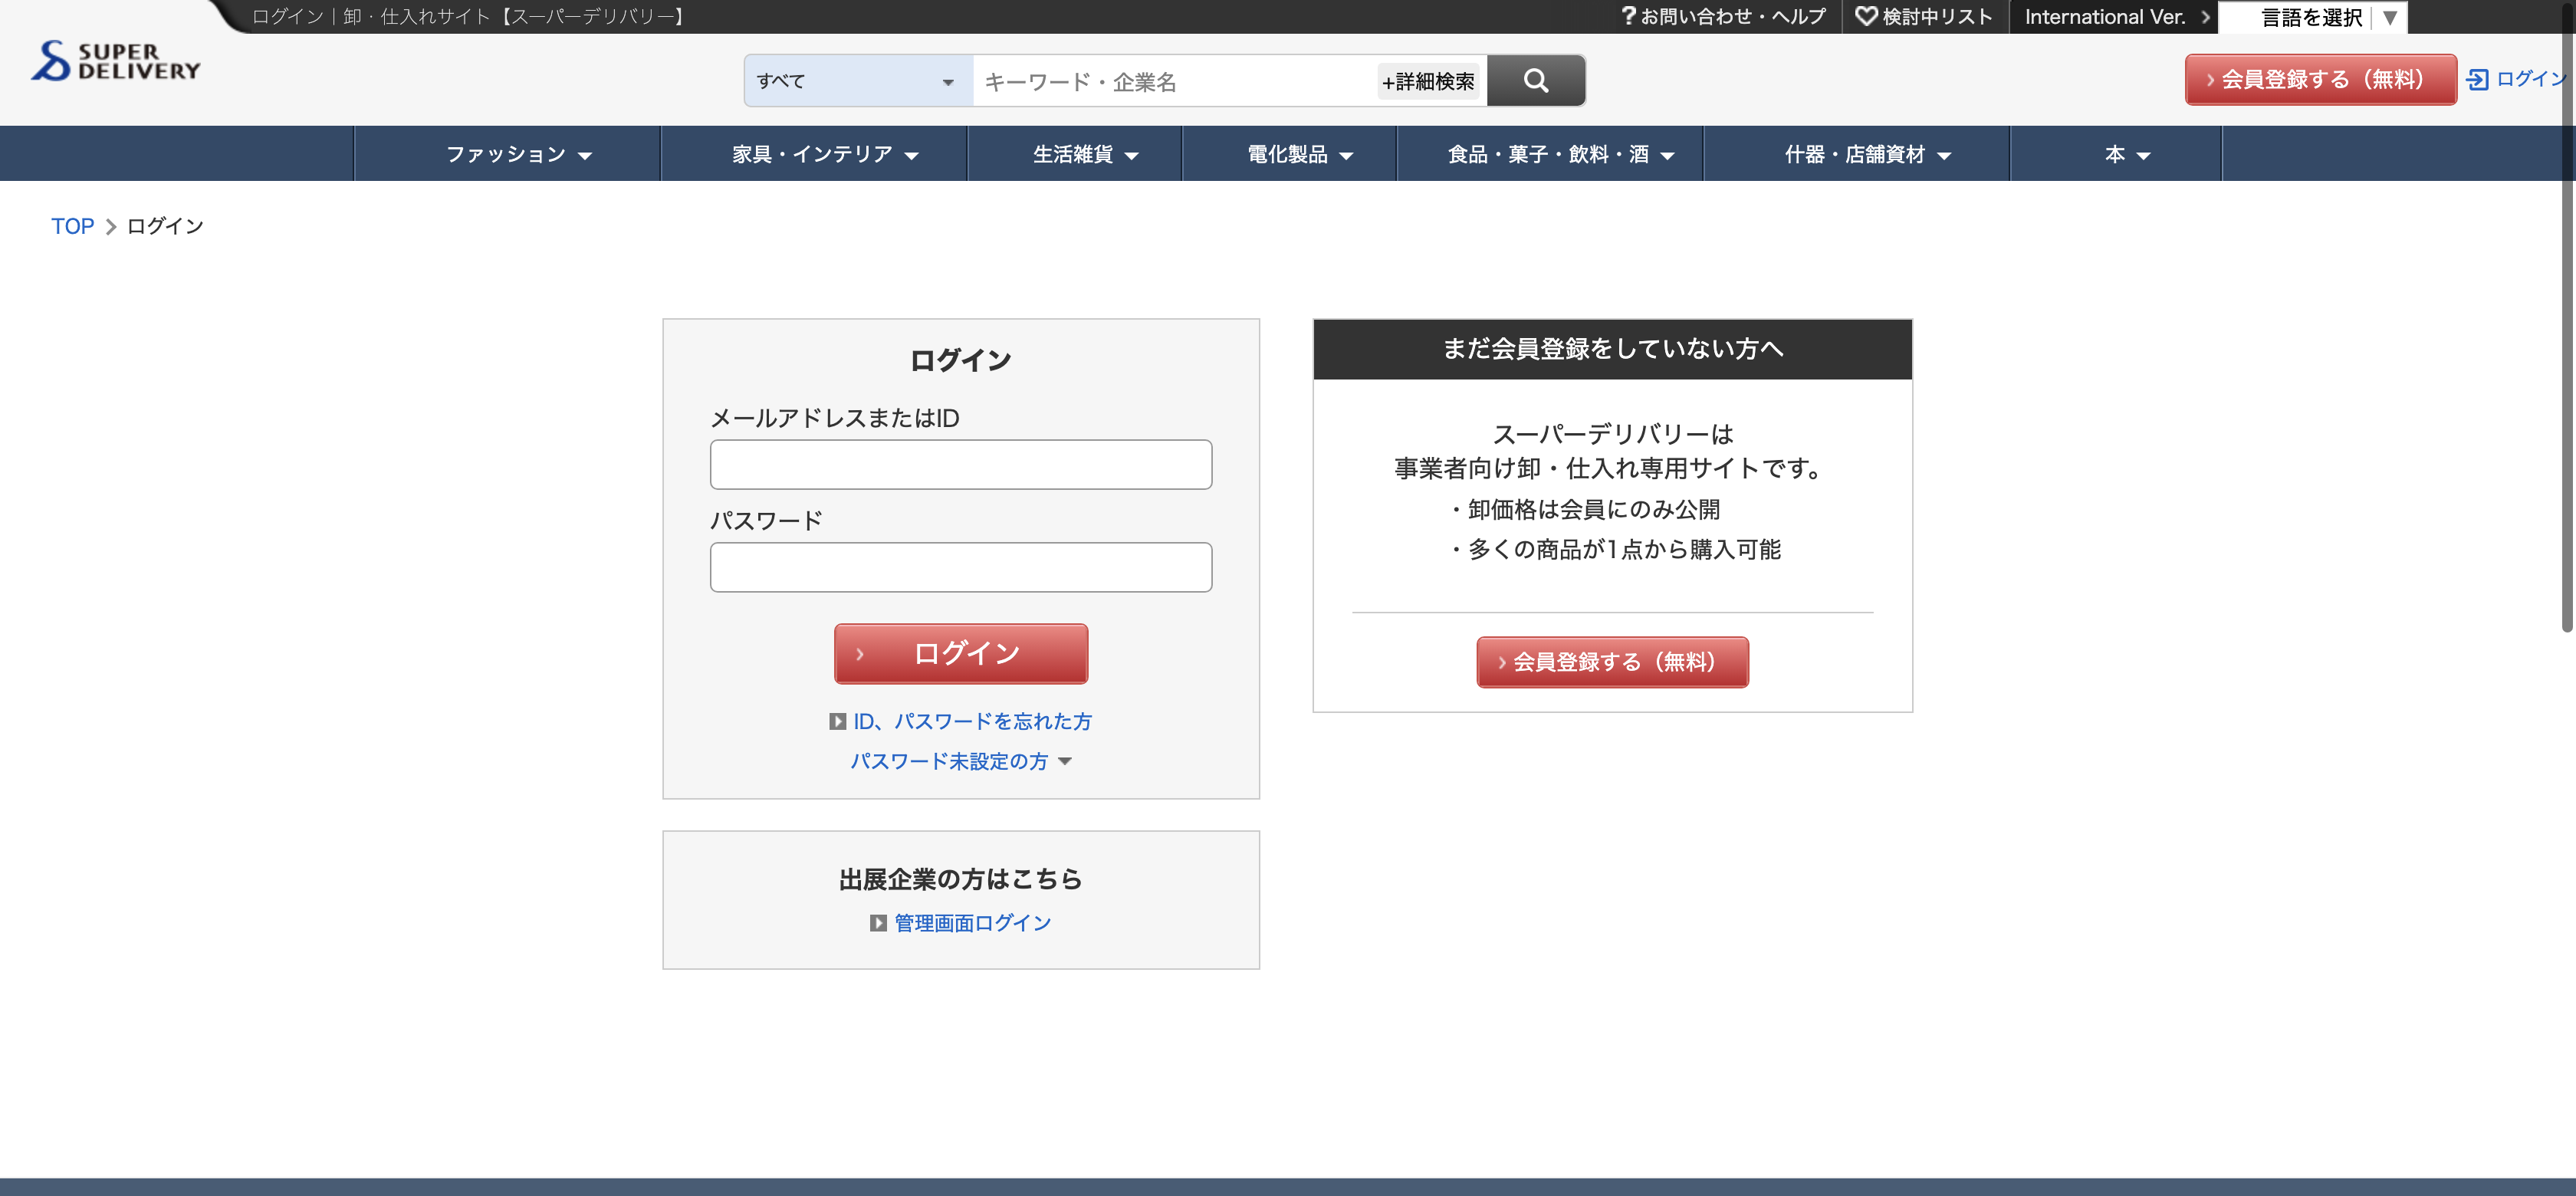 ログイン｜卸・仕入れサイト【スーパーデリバリー】
?お問い合わせ・ヘルプ
検討中リスト
International Ver.
言語を選択 ▼
SUPER
DELIVERY
すべて
キーワード・企業名
+詳細検索
会員登録する（無料）
ログイン
ファッション
家具・インテリア
生活雑貨
電化製品
食品・菓子・飲料・酒
什器・店舗資材
本
TOP
ログイン
ログイン
メールアドレスまたはID
パスワード
ログイン
ID、パスワードを忘れた方
パスワード未設定の方
出展企業の方はこちら
管理画面ログイン
まだ会員登録をしていない方へ
スーパーデリバリーは
事業者向け卸・仕入れ専用サイトです。
・卸価格は会員にのみ公開
・多くの商品が1点から購入可能
会員登録する（無料）